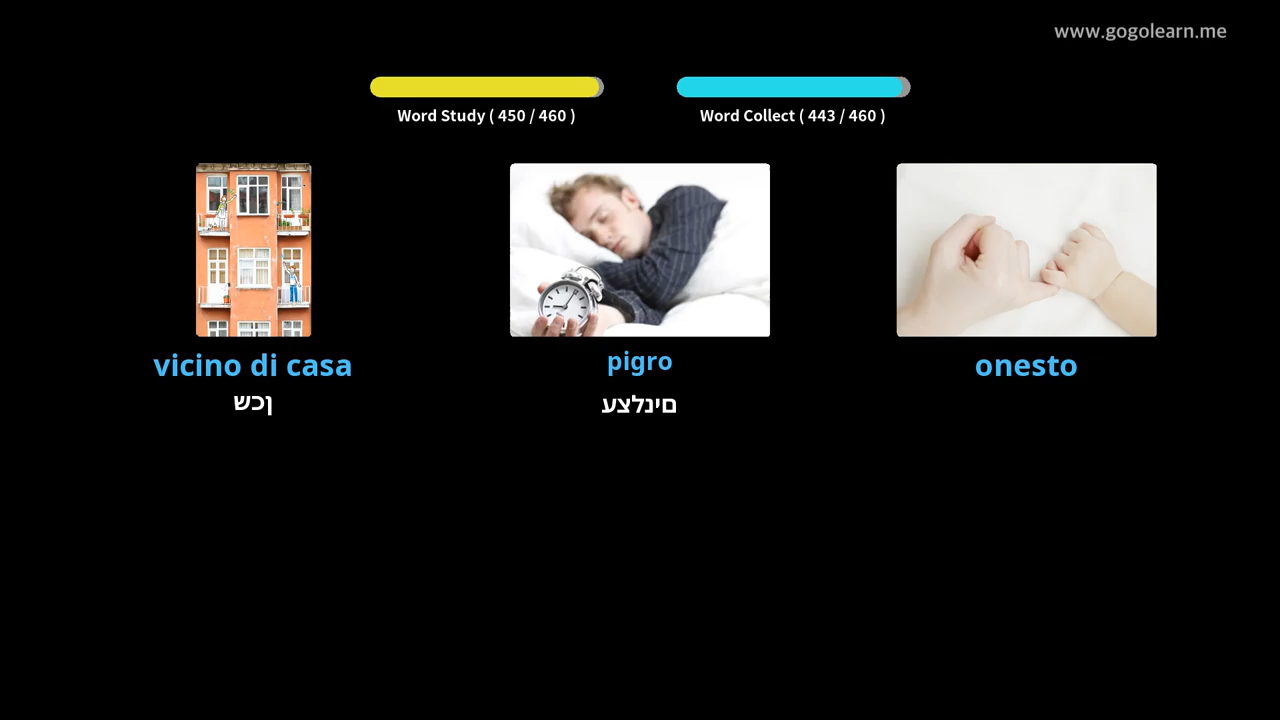 www.gogolearn.me
Word Study ( 450 / 460 )
Word Collect ( 443 / 460 )
vicino di casa
שכן
pigro
עצלנים
onesto